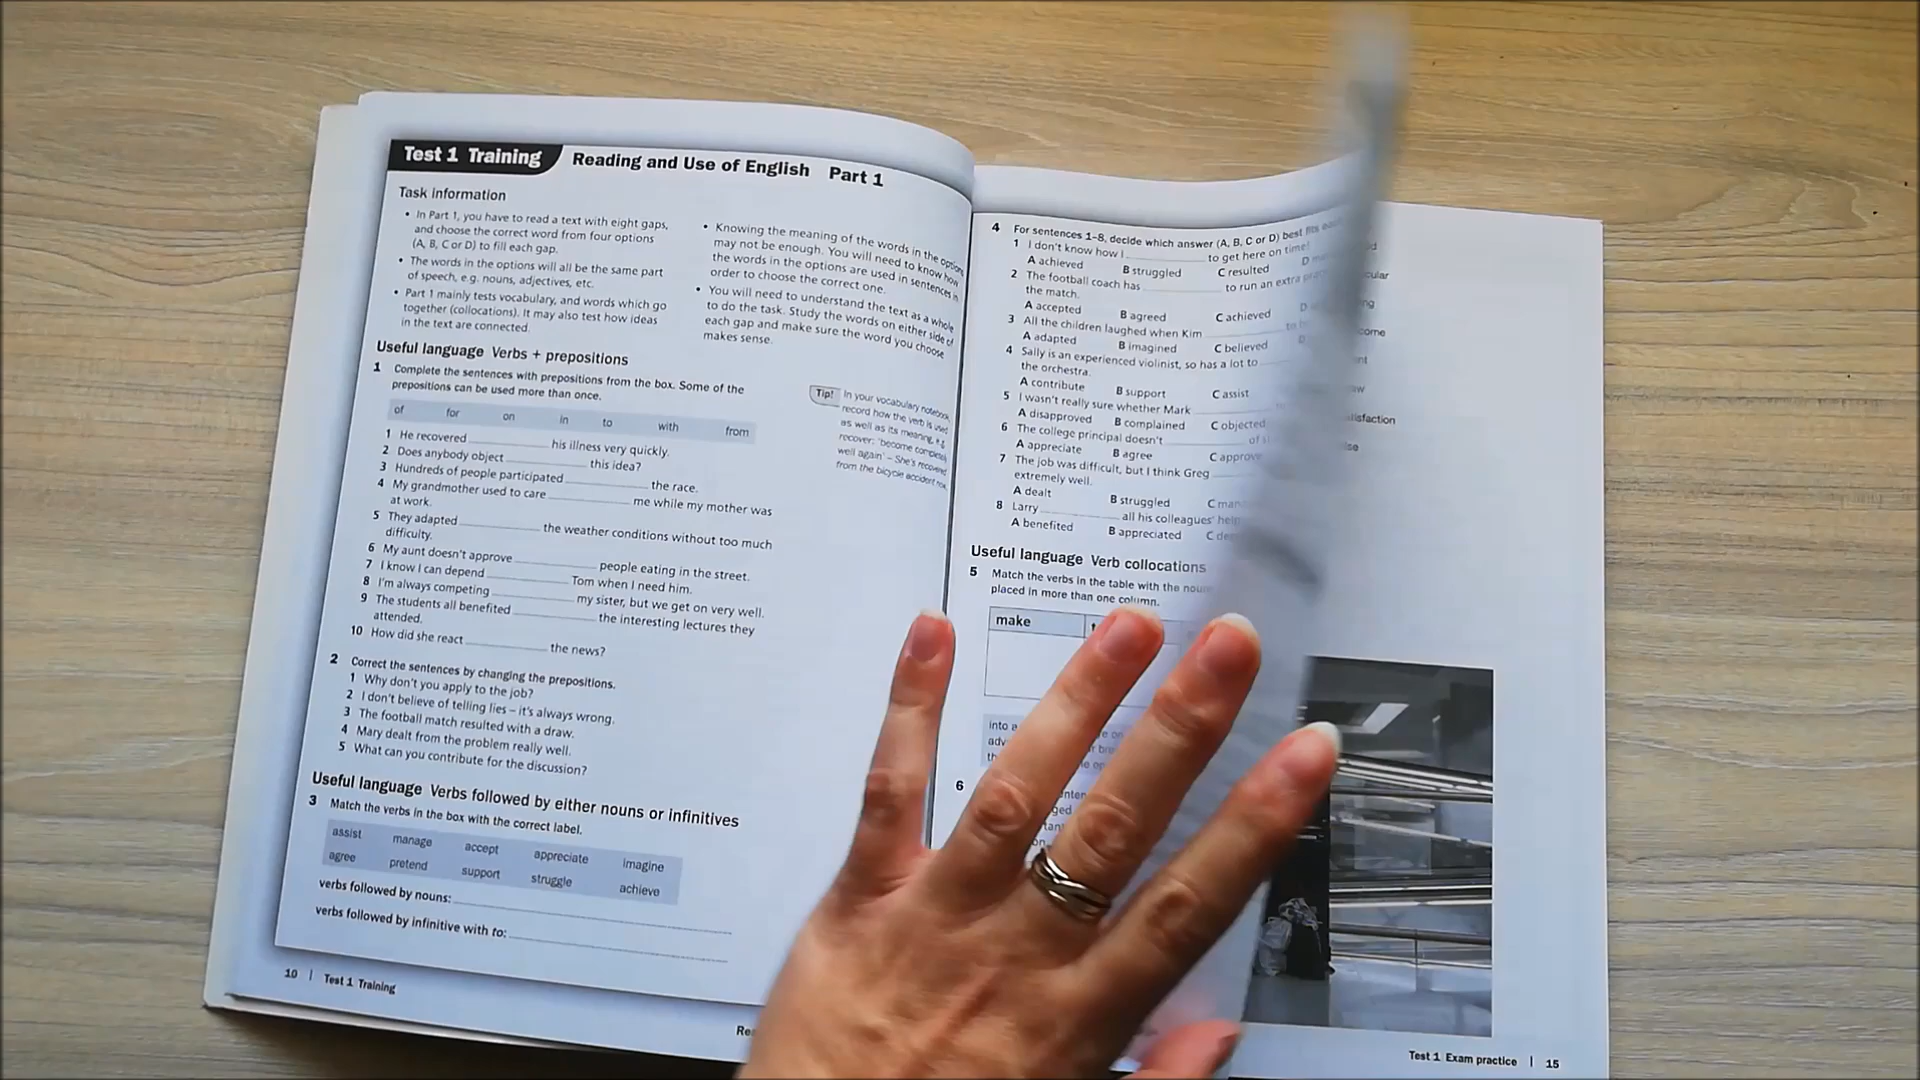 Test 1 Training
Reading and Use of English Part 1
Task information
• In Part 1, you have to read a text with eight gaps,
and choose the correct word from four options
(A, B, C or D) to fill each gap.
• The words in the options will all be the same part
of speech, e.g. nouns, adjectives, etc.
• Part 1 mainly tests vocabulary, and words which go
together (collocations). It may also test how ideas
in the text are connected.
• Knowing the meaning of the words in the options
may not be enough. You will need to know how
the words in the options are used in sentences in
order to choose the correct one.
• You will need to understand the text as a whole
to do the task. Study the words on either side of
each gap and make sure the word you choose
makes sense.
Useful language Verbs + prepositions
1 Complete the sentences with prepositions from the box. Some of the
prepositions can be used more than once.
of for on in to with from
1 He recovered ____ his illness very quickly.
2 Does anybody object ____ this idea?
3 Hundreds of people participated ____ the race.
4 My grandmother used to care ____ me while my mother was
at work.
5 They adapted ____ the weather conditions without too much
difficulty.
6 My aunt doesn't approve ____ people eating in the street.
7 I know I can depend ____ Tom when I need him.
8 I'm always competing ____ my sister, but we get on very well.
9 The students all benefited ____ the interesting lectures they
attended.
10 How did she react ____ the news?
Tip! In your vocabulary notebook,
record how the verb is used
as well as its meaning, e.g.
recover: 'become completely
well again' – She's recovered
from the bicycle accident now.
2 Correct the sentences by changing the prepositions.
1 Why don't you apply to the job?
2 I don't believe of telling lies – it's always wrong.
3 The football match resulted with a draw.
4 Mary dealt from the problem really well.
5 What can you contribute for the discussion?
Useful language Verbs followed by either nouns or infinitives
3 Match the verbs in the box with the correct label.
assist manage accept appreciate imagine
agree pretend support struggle achieve
verbs followed by nouns: ____
verbs followed by infinitive with to: ____
10 | Test 1 Training
4 For sentences 1–8, decide which answer (A, B, C or D) best fits
1 I don't know how I ____ to get here on time!
A achieved B struggled C resulted D
2 The football coach has ____ to run an extra
the match.
A accepted B agreed C achieved D
3 All the children laughed when Kim ____ to
A adapted B imagined C believed D
4 Sally is an experienced violinist, so has a lot to ____
the orchestra.
A contribute B support C assist
5 I wasn't really sure whether Mark ____
A disapproved B complained C objected
6 The college principal doesn't ____ of
A appreciate B agree C approve
7 The job was difficult, but I think Greg ____
extremely well.
A dealt B struggled C
8 Larry ____ all his colleagues' help
A benefited B appreciated C
Useful language Verb collocations
5 Match the verbs in the table with the
placed in more than one column.
make
into a
6
Test 1 Exam practice | 15